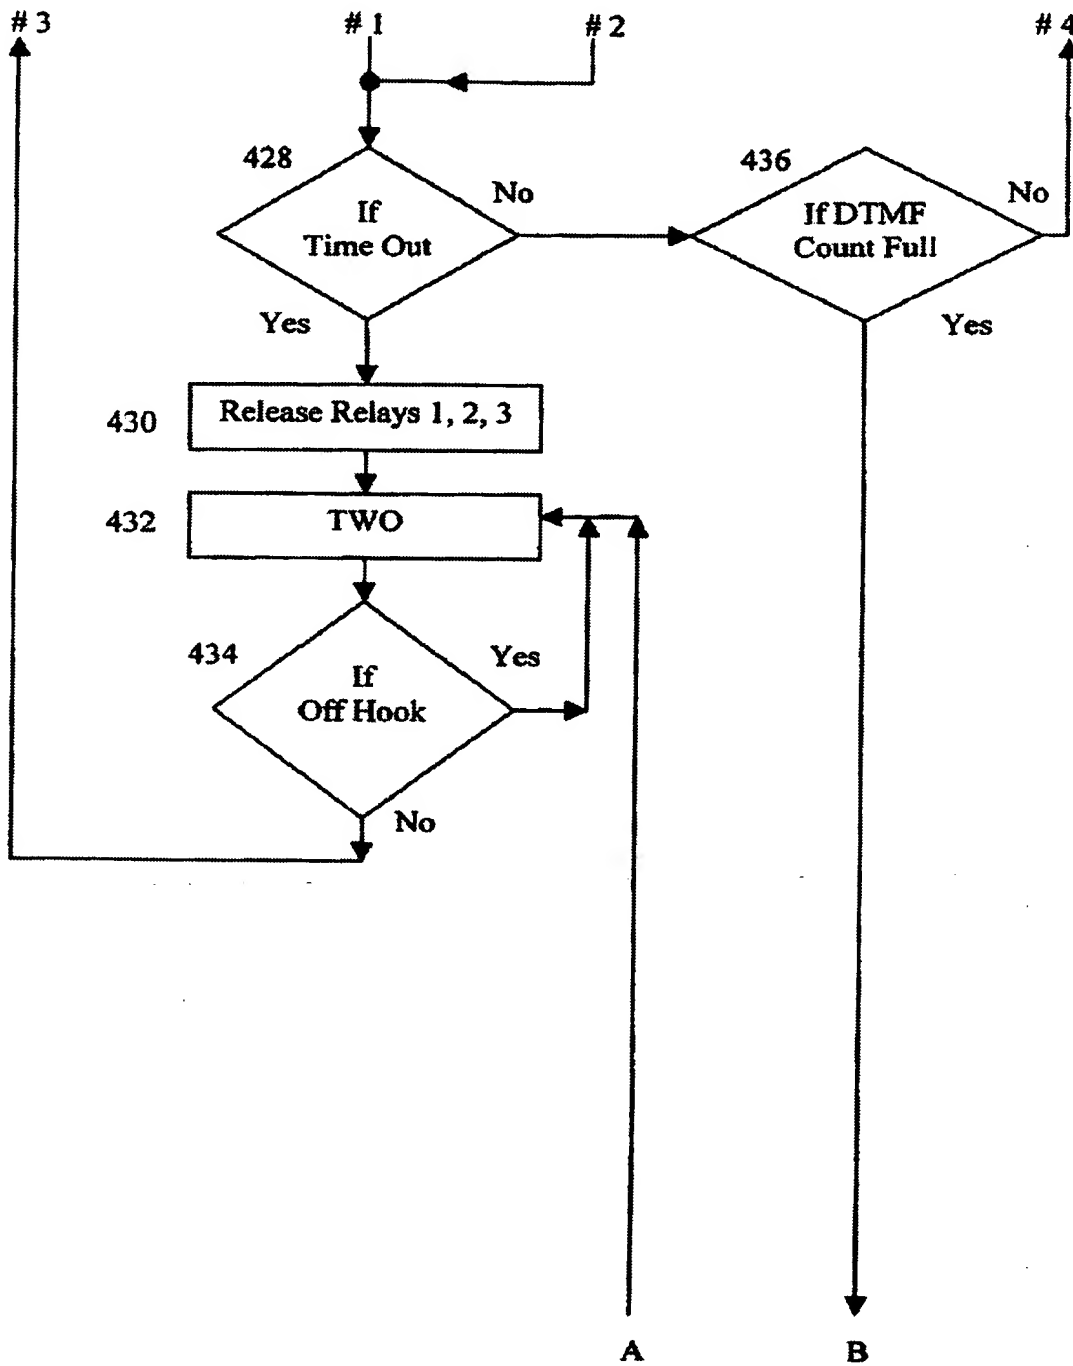 # 3
# 1
# 2
# 4
428
If
Time Out
No
Yes
436
If DTMF
Count Full
No
Yes
430
Release Relays 1, 2, 3
432
TWO
434
If
Off Hook
Yes
No
A
B